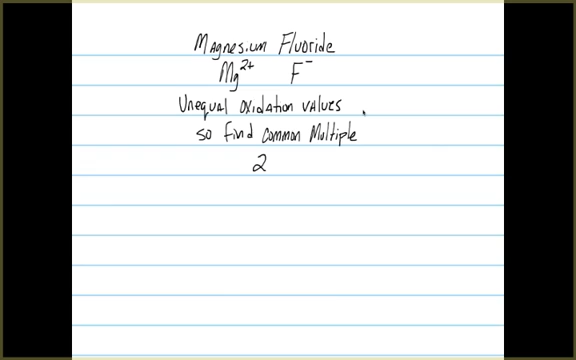 Magnesium Fluoride
Mg²⁺ F⁻
Unequal oxidation values
so find common Multiple
2